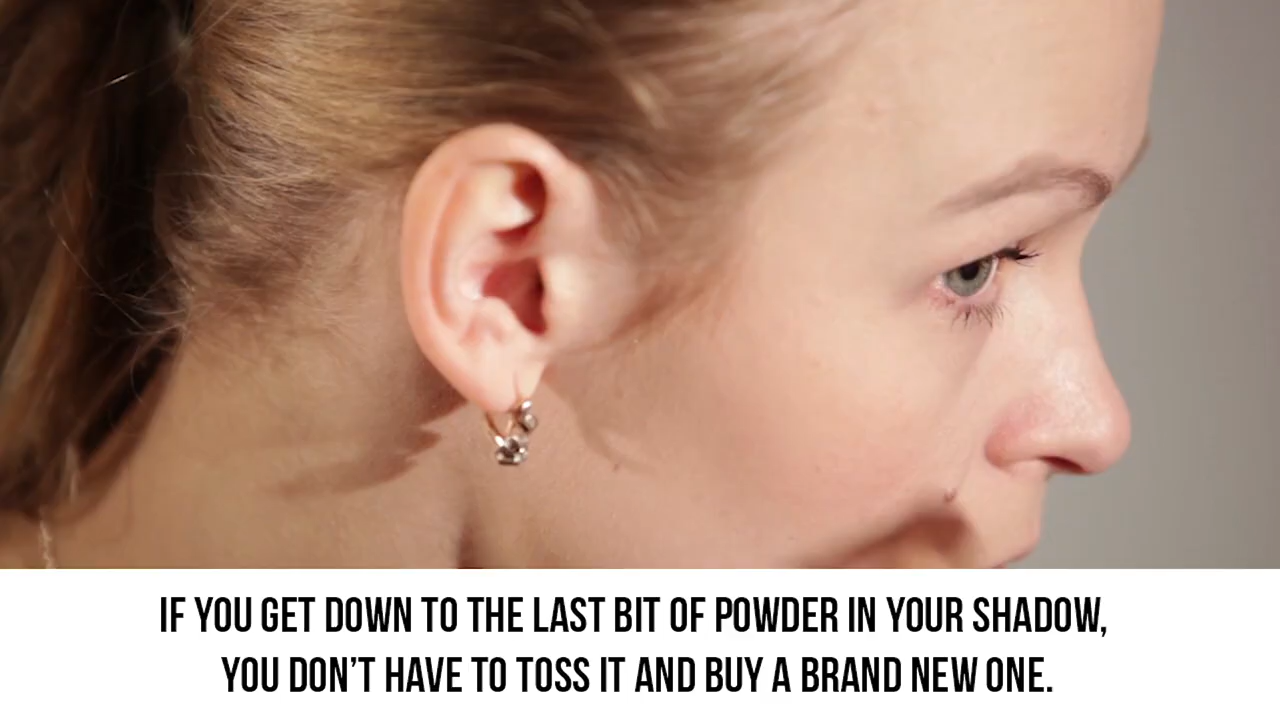 IF YOU GET DOWN TO THE LAST BIT OF POWDER IN YOUR SHADOW,
YOU DON'T HAVE TO TOSS IT AND BUY A BRAND NEW ONE.